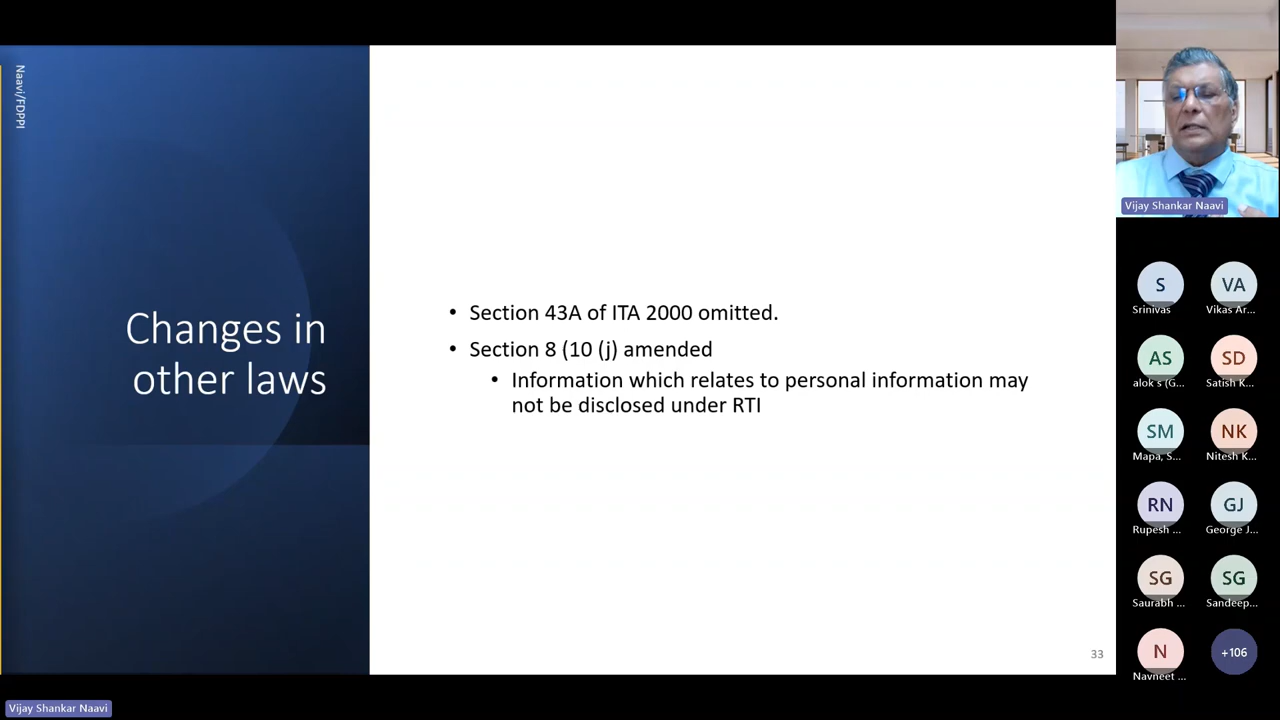 Naavi/FDPPI
Changes in
other laws
• Section 43A of ITA 2000 omitted.
• Section 8 (10 (j) amended
• Information which relates to personal information may
not be disclosed under RTI
33
Vijay Shankar Naavi
S
Srinivas
VA
Vikas Ar...
AS
alok s (G...
SD
Satish K...
SM
Mapa, S...
NK
Nitesh K...
RN
Rupesh ...
GJ
George J...
SG
Saurabh ...
SG
Sandeep...
N
Navneet ...
+106
Vijay Shankar Naavi